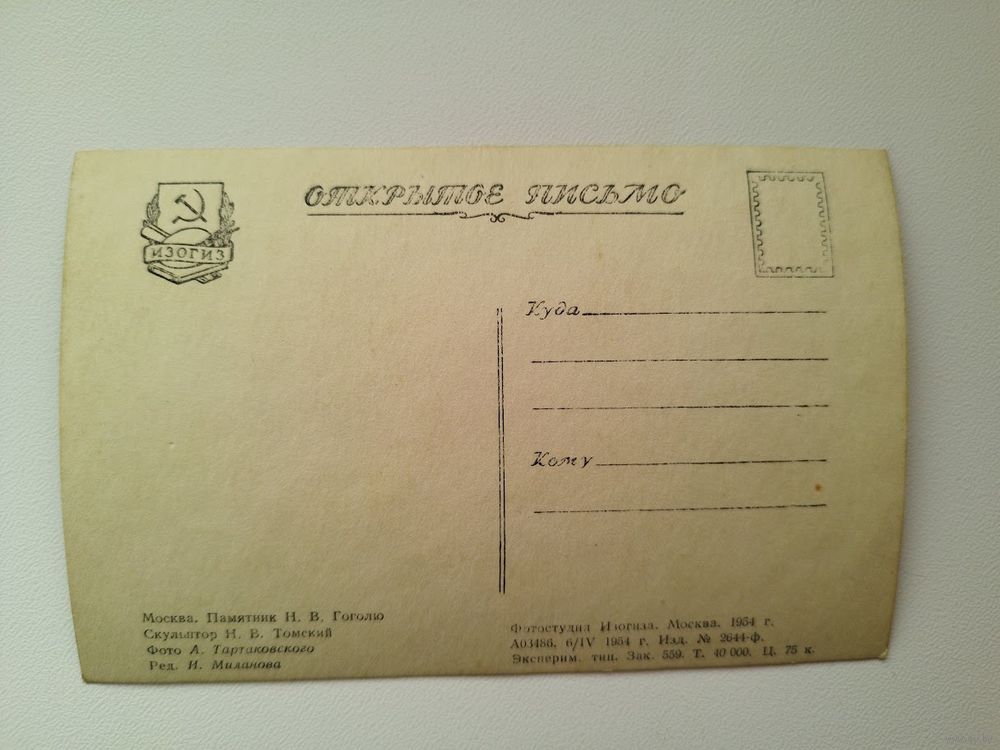 ОТКРЫТОЕ ПИСЬМО
ИЗОГИЗ
Куда
Кому
Москва. Памятник Н. В. Гоголю
Скульптор Н. В. Томский
Фото А. Тартаковского
Ред. И. Миланова
Фотостудия Изогиза. Москва. 1954 г.
А03486. 6/IV 1954 г. Изд. № 2644-ф.
Эксперим. тип. Зак. 559. Т. 40 000. Ц. 75 к.